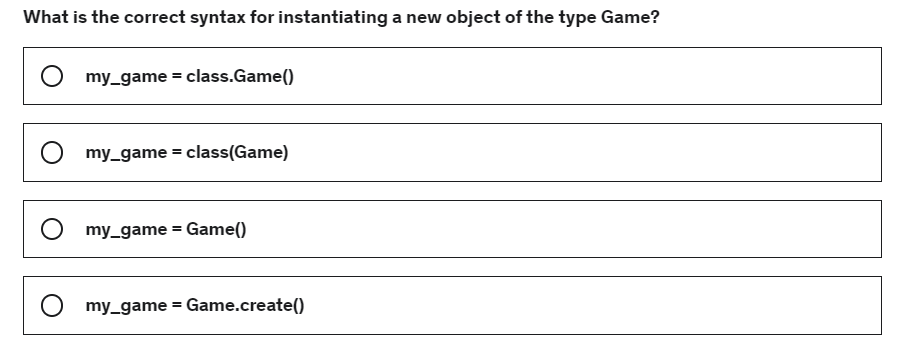 What is the correct syntax for instantiating a new object of the type Game?
my_game = class.Game()
my_game = class(Game)
my_game = Game()
my_game = Game.create()